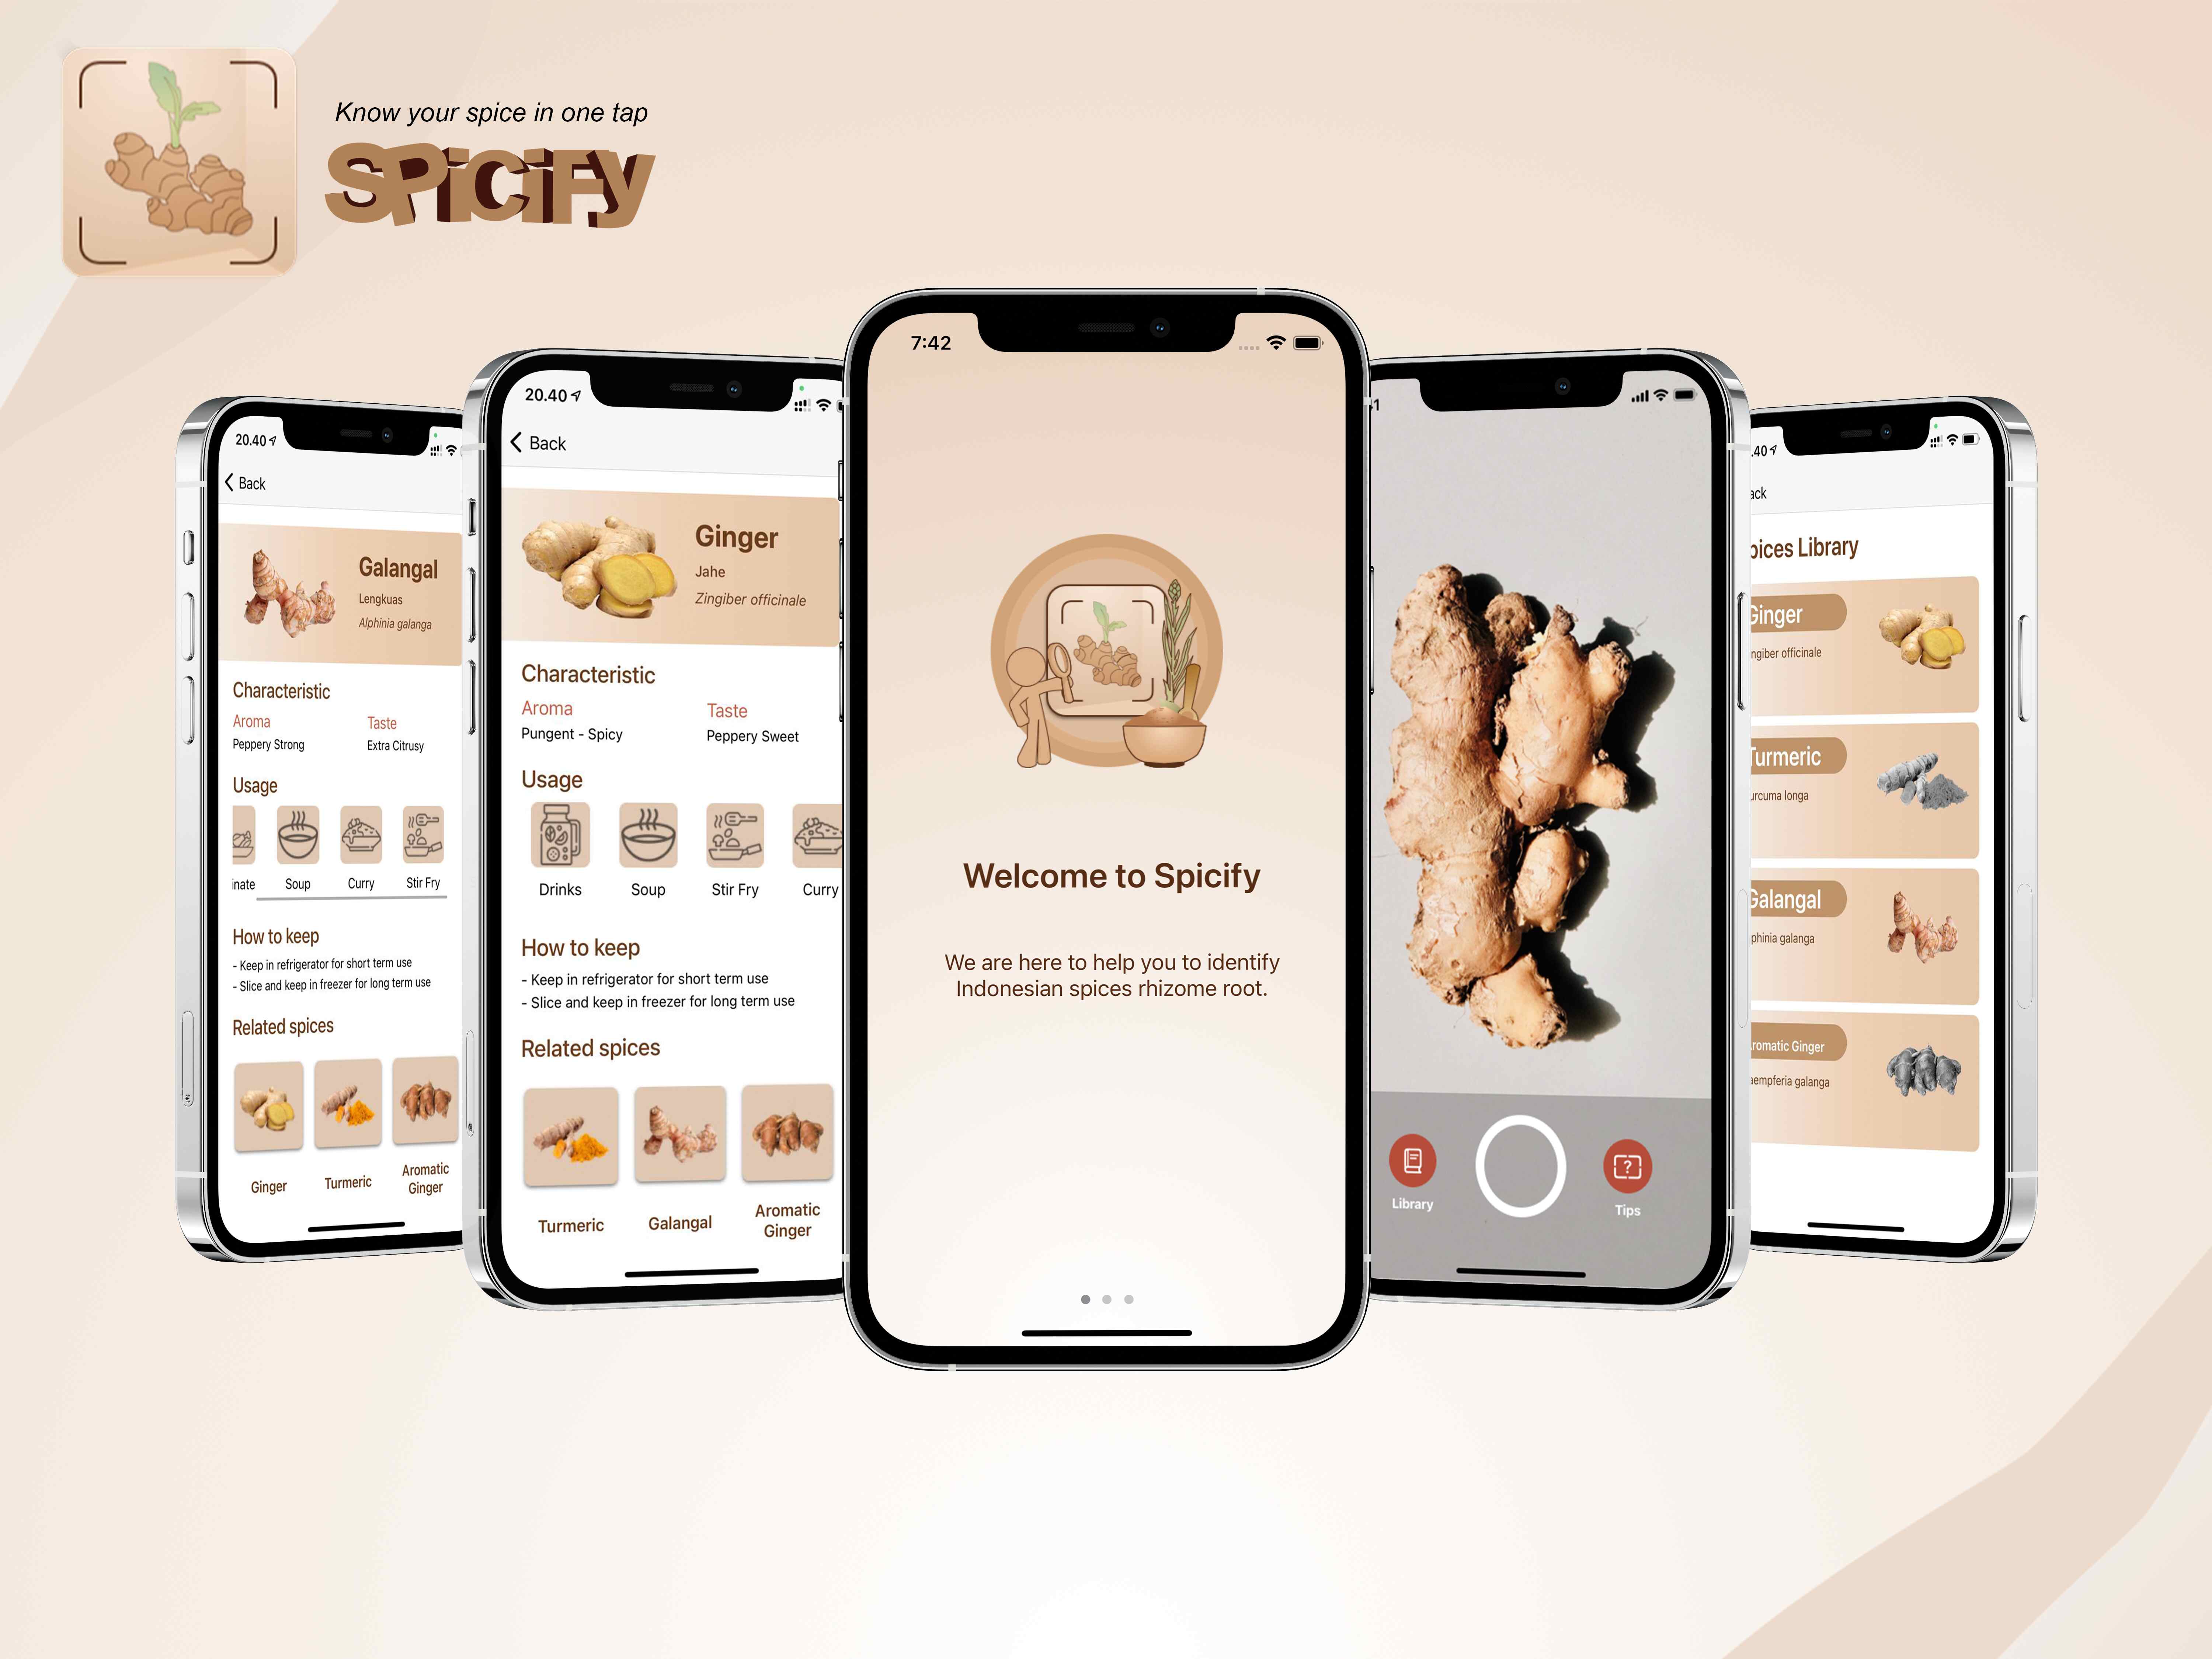 Know your spice in one tap
SPiCiFy
20.40
Back
Galangal
Lengkuas
Alphinia galanga
Characteristic
Aroma
Taste
Peppery Strong
Extra Citrusy
Usage
inate
Soup
Curry
Stir Fry
How to keep
- Keep in refrigerator for short term use
- Slice and keep in freezer for long term use
Related spices
Ginger
Turmeric
Aromatic
Ginger
20.40
Back
Ginger
Jahe
Zingiber officinale
Characteristic
Aroma
Taste
Pungent - Spicy
Peppery Sweet
Usage
Drinks
Soup
Stir Fry
Curry
How to keep
- Keep in refrigerator for short term use
- Slice and keep in freezer for long term use
Related spices
Turmeric
Galangal
Aromatic
Ginger
7:42
Welcome to Spicify
We are here to help you to identify
Indonesian spices rhizome root.
Library
?
Tips
.40
ack
pices Library
Ginger
ngiber officinale
Turmeric
urcuma longa
Galangal
phinia galanga
romatic Ginger
aempferia galanga